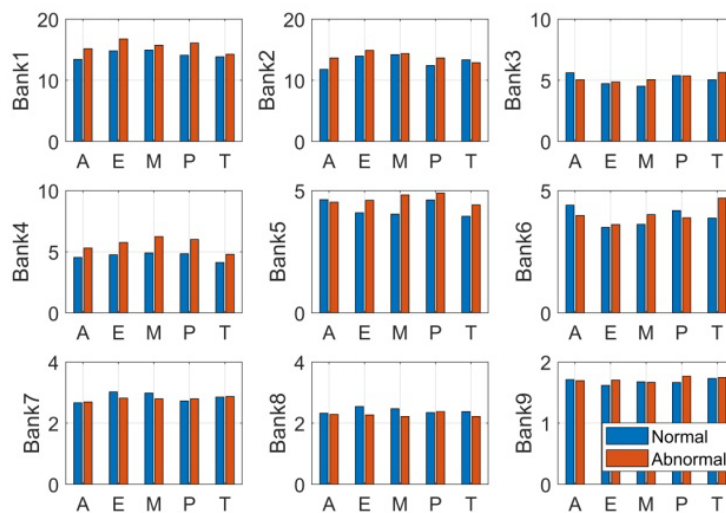 20
10
0
Bank1
A E M P T
20
10
0
Bank2
A E M P T
10
5
0
Bank3
A E M P T
10
5
0
Bank4
A E M P T
5
0
Bank5
A E M P T
5
0
Bank6
A E M P T
4
2
0
Bank7
A E M P T
4
2
0
Bank8
A E M P T
2
1
0
Bank9
Normal
Abnormal
A E M P T